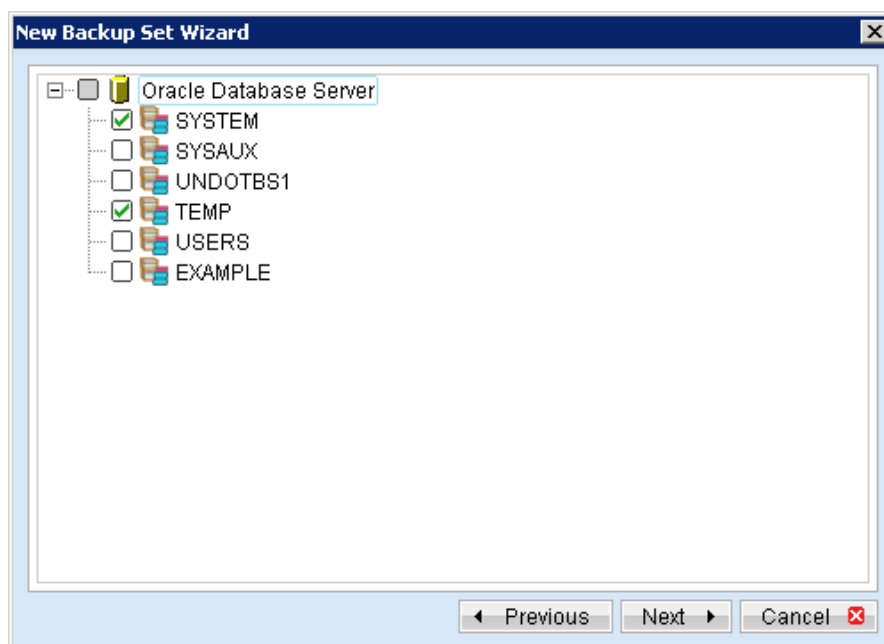 New Backup Set Wizard
Oracle Database Server
SYSTEM
SYSAUX
UNDOTBS1
TEMP
USERS
EXAMPLE
Previous Next Cancel